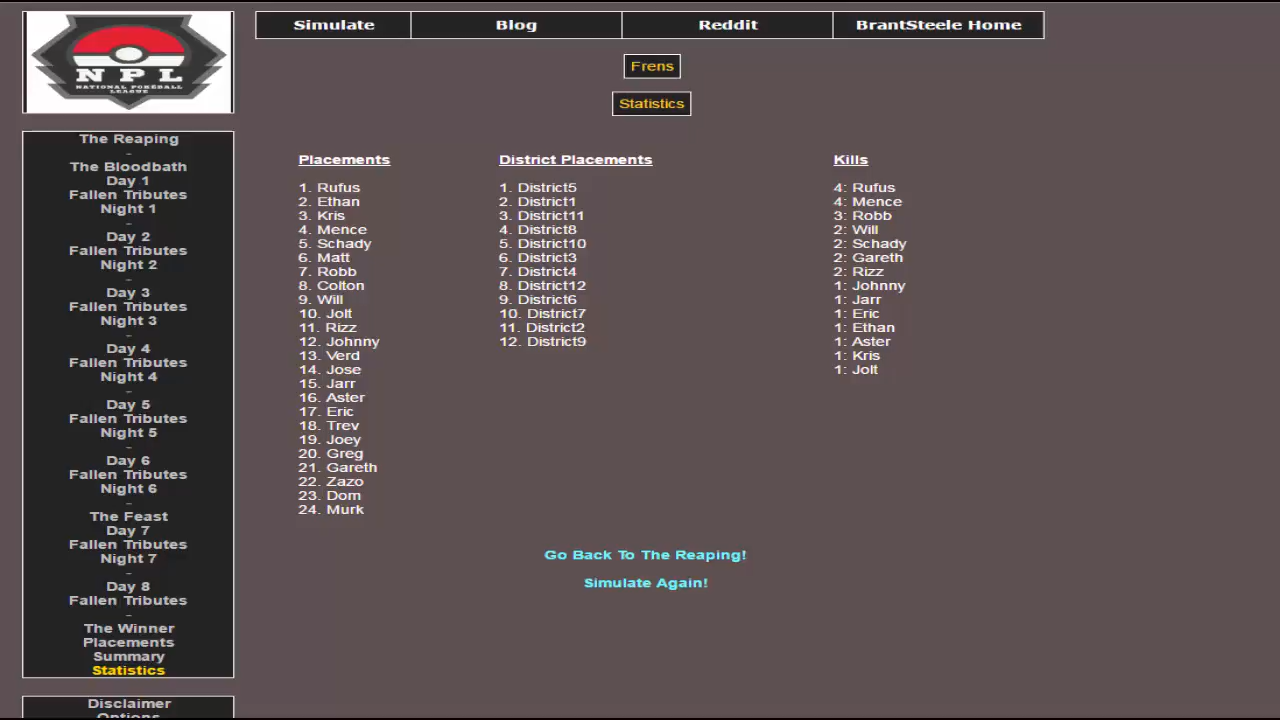 NPL
NATIONAL POKÉBALL
LEAGUE
Simulate
Blog
Reddit
BrantSteele Home
Frens
Statistics
The Reaping
-
The Bloodbath
Day 1
Fallen Tributes
Night 1
-
Day 2
Fallen Tributes
Night 2
-
Day 3
Fallen Tributes
Night 3
-
Day 4
Fallen Tributes
Night 4
-
Day 5
Fallen Tributes
Night 5
-
Day 6
Fallen Tributes
Night 6
-
The Feast
Day 7
Fallen Tributes
Night 7
-
Day 8
Fallen Tributes
-
The Winner
Placements
Summary
Statistics
Disclaimer
Options
Placements
1. Rufus
2. Ethan
3. Kris
4. Mence
5. Schady
6. Matt
7. Robb
8. Colton
9. Will
10. Jolt
11. Rizz
12. Johnny
13. Verd
14. Jose
15. Jarr
16. Aster
17. Eric
18. Trev
19. Joey
20. Greg
21. Gareth
22. Zazo
23. Dom
24. Murk
District Placements
1. District5
2. District1
3. District11
4. District8
5. District10
6. District3
7. District4
8. District12
9. District6
10. District7
11. District2
12. District9
Kills
4: Rufus
4: Mence
3: Robb
2: Will
2: Schady
2: Gareth
2: Rizz
1: Johnny
1: Jarr
1: Eric
1: Ethan
1: Aster
1: Kris
1: Jolt
Go Back To The Reaping!
Simulate Again!